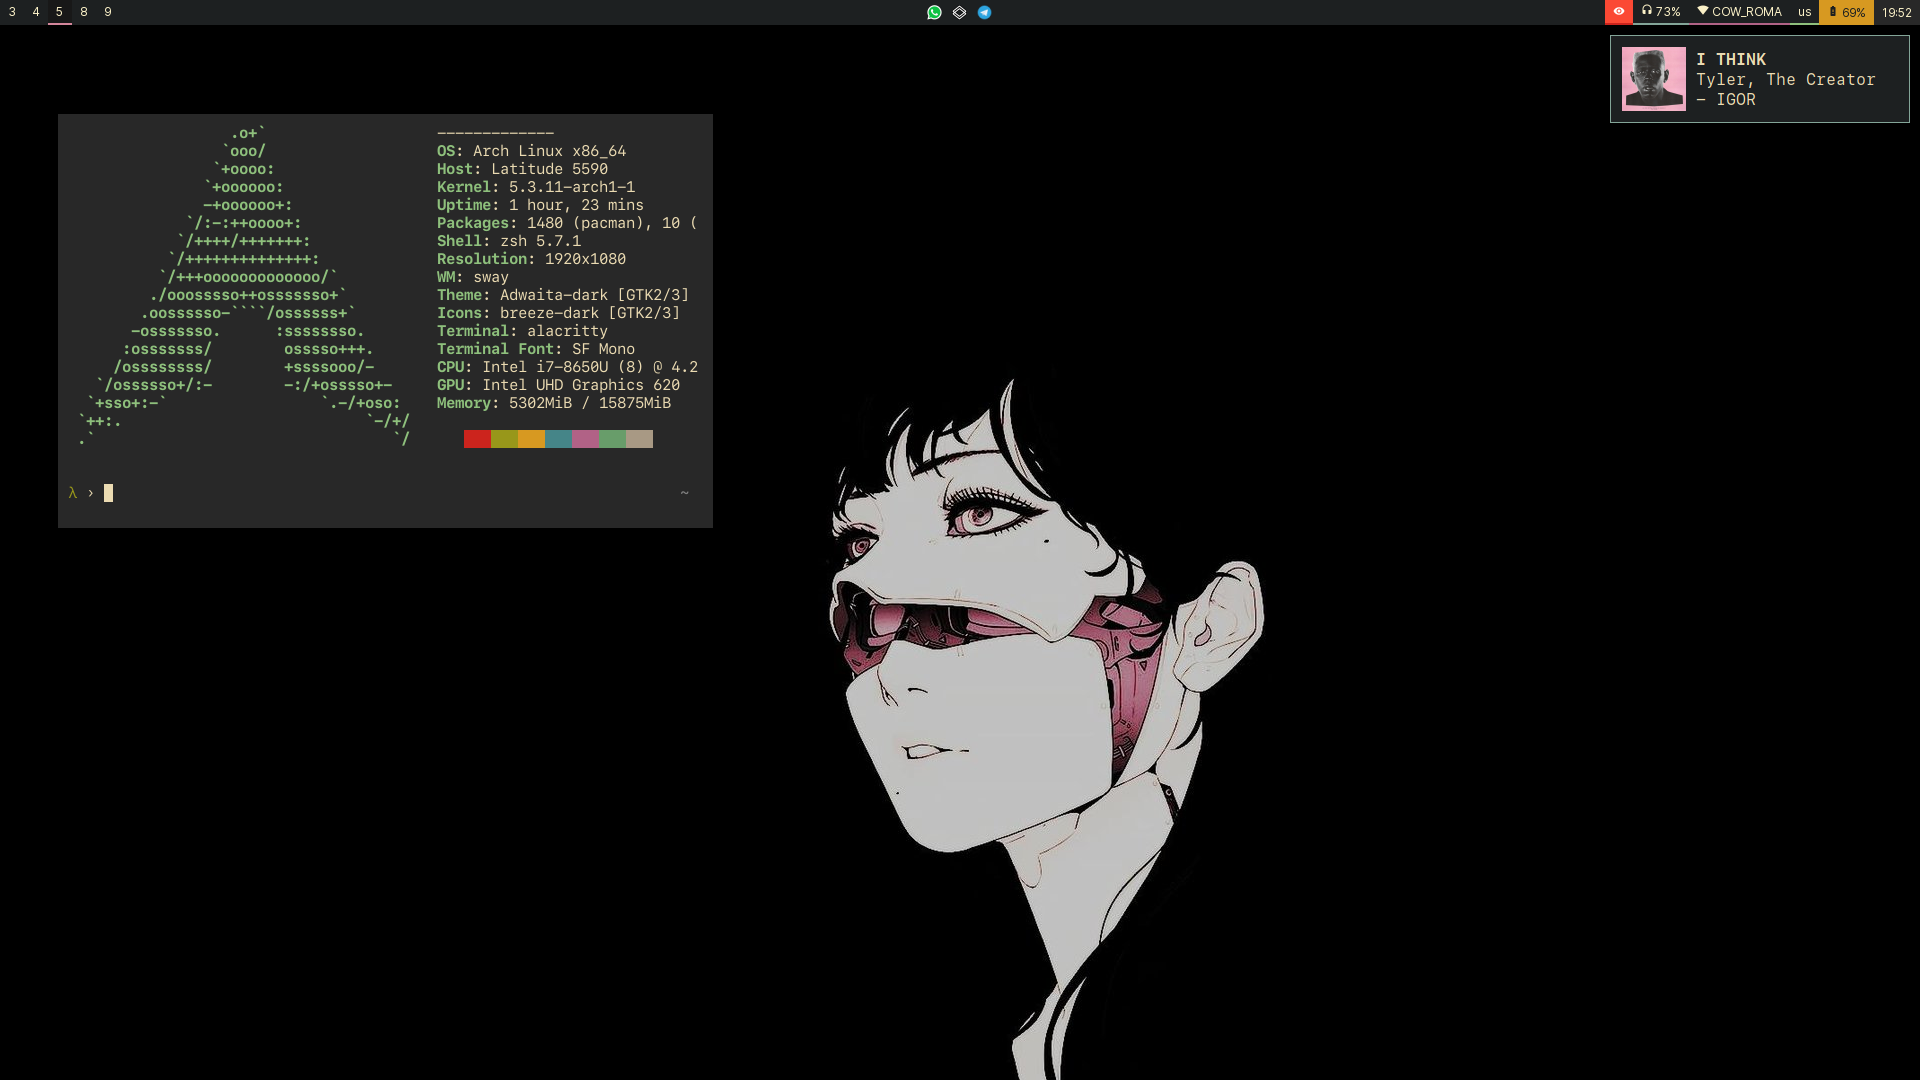 3 4 5 8 9
73% COW_ROMA us 69% 19:52
I THINK
Tyler, The Creator
– IGOR
.o+`
`ooo/
`+oooo:
`+oooooo:
-+oooooo+:
`/:-:++oooo+:
`/++++/+++++++:
`/++++++++++++++:
`/+++ooooooooooooo/`
./ooosssso++osssssso+`
.oossssso-````/ossssss+`
-osssssso.      :ssssssso.
:osssssss/        osssso+++.
/ossssssss/        +ssssooo/-
`/ossssso+/:-        -:/+osssso+-
`+sso+:-`                 `.-/+oso:
`++:.                           `-/+/
.`                                 `/
-------------
OS: Arch Linux x86_64
Host: Latitude 5590
Kernel: 5.3.11-arch1-1
Uptime: 1 hour, 23 mins
Packages: 1480 (pacman), 10 (
Shell: zsh 5.7.1
Resolution: 1920x1080
WM: sway
Theme: Adwaita-dark [GTK2/3]
Icons: breeze-dark [GTK2/3]
Terminal: alacritty
Terminal Font: SF Mono
CPU: Intel i7-8650U (8) @ 4.2
GPU: Intel UHD Graphics 620
Memory: 5302MiB / 15875MiB
λ › ~